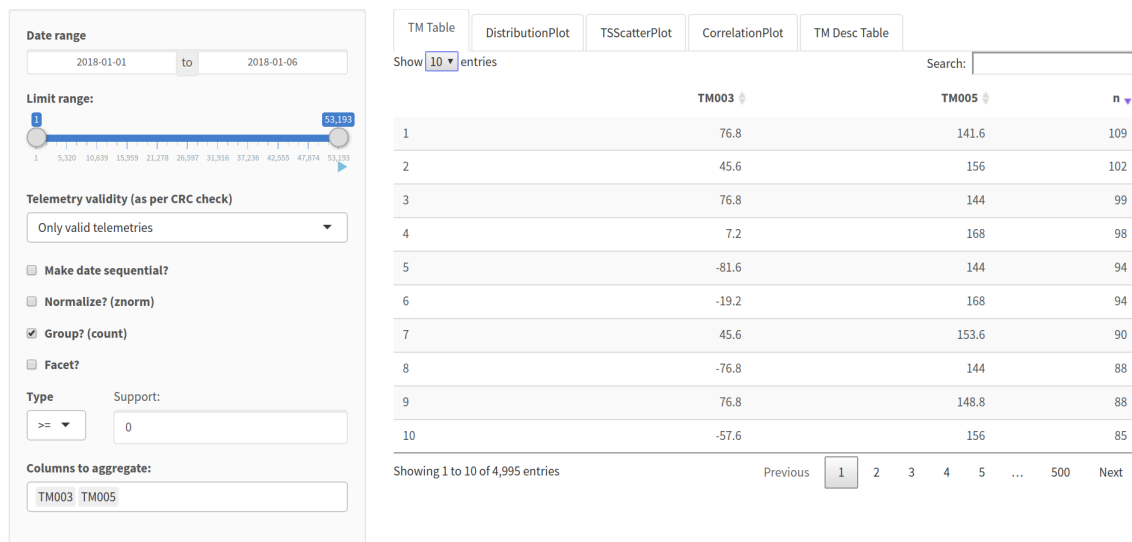 Date range
2018-01-01 to 2018-01-06
Limit range:
1 53,193
1 5,320 10,639 15,959 21,278 26,597 31,916 37,236 42,555 47,874 53,193
Telemetry validity (as per CRC check)
Only valid telemetries
Make date sequential?
Normalize? (znorm)
Group? (count)
Facet?
Type Support:
>= 0
Columns to aggregate:
TM003 TM005
TM Table DistributionPlot TSScatterPlot CorrelationPlot TM Desc Table
Show 10 entries Search:
TM003 TM005 n
1 76.8 141.6 109
2 45.6 156 102
3 76.8 144 99
4 7.2 168 98
5 -81.6 144 94
6 -19.2 168 94
7 45.6 153.6 90
8 -76.8 144 88
9 76.8 148.8 88
10 -57.6 156 85
Showing 1 to 10 of 4,995 entries Previous 1 2 3 4 5 ... 500 Next